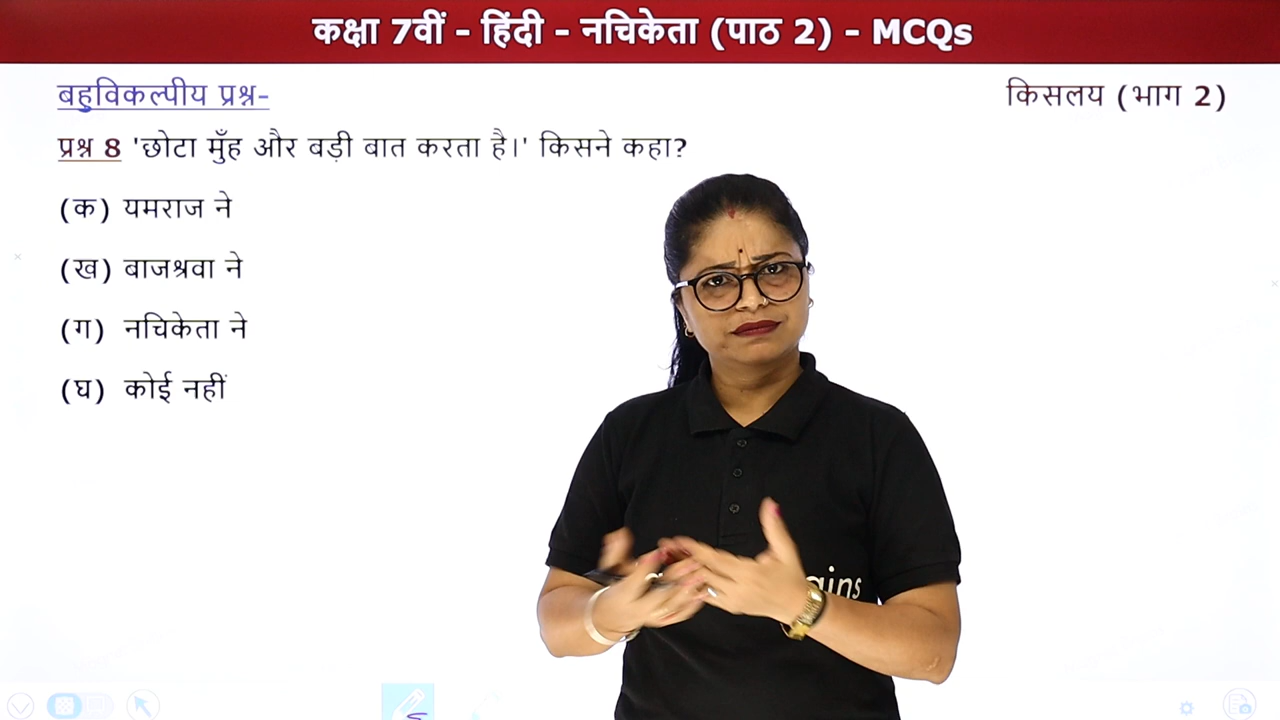 कक्षा 7वीं - हिंदी - नचिकेता (पाठ 2) - MCQs
बहुविकल्पीय प्रश्न-
किसलय (भाग 2)
प्रश्न 8 'छोटा मुँह और बड़ी बात करता है।' किसने कहा?
(क) यमराज ने
(ख) बाजश्रवा ने
(ग) नचिकेता ने
(घ) कोई नहीं